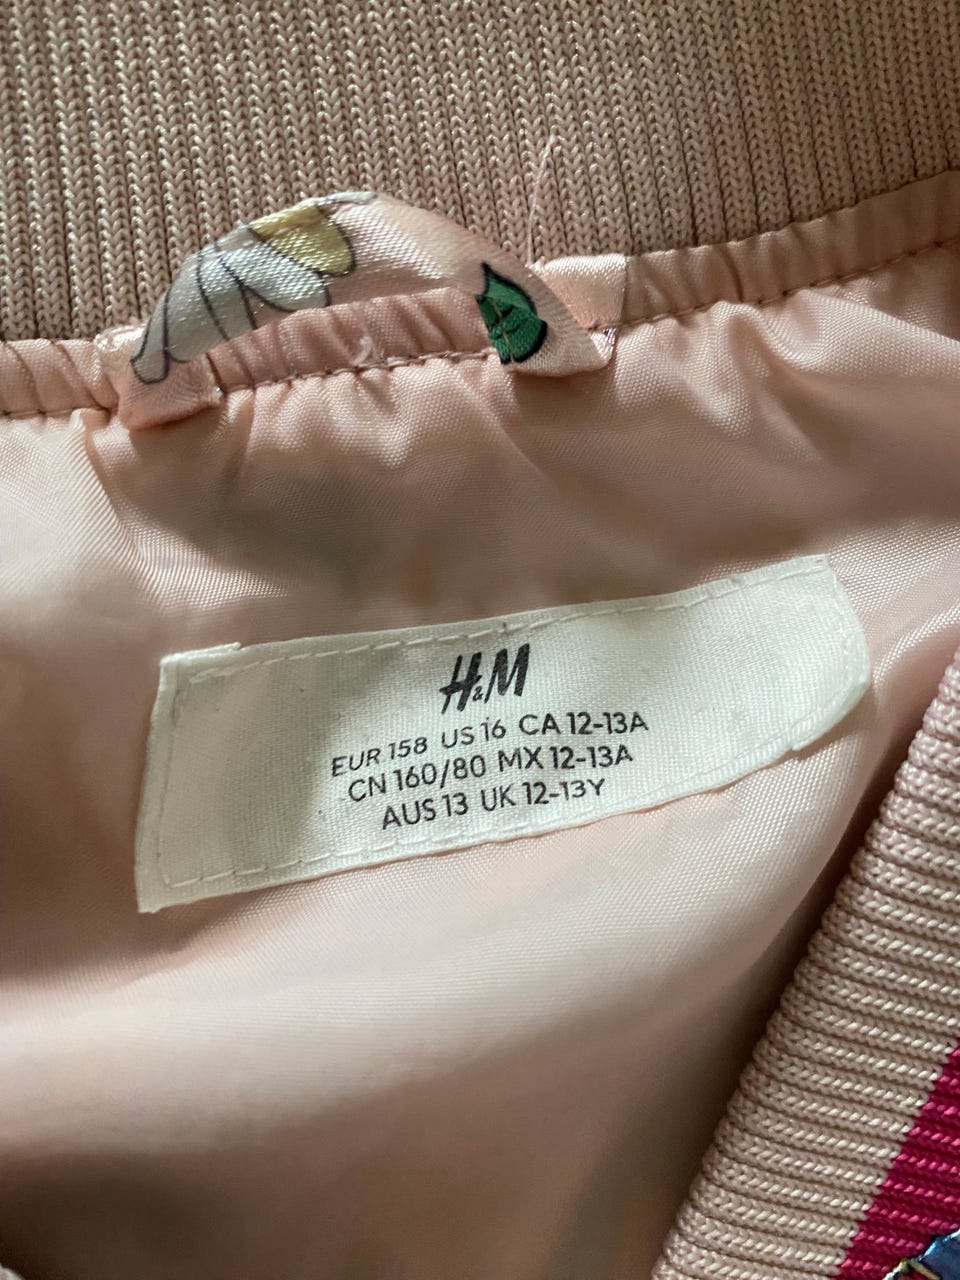 H&M
EUR 158 US 16 CA 12-13A
CN 160/80 MX 12-13A
AUS 13 UK 12-13Y